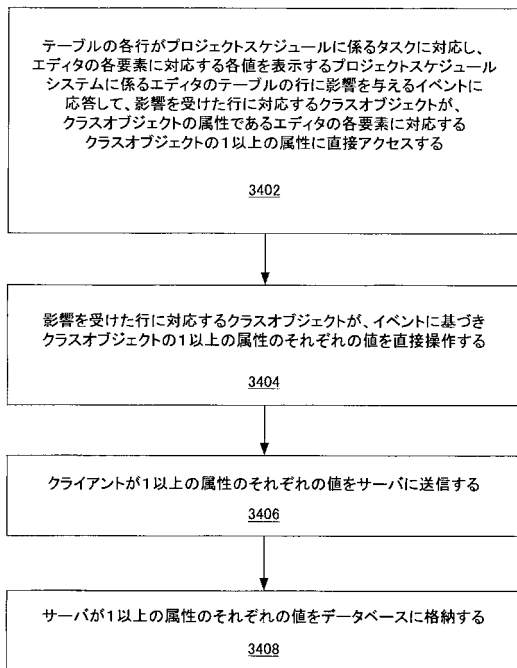 テーブルの各行がプロジェクトスケジュールに係るタスクに対応し、
エディタの各要素に対応する各値を表示するプロジェクトスケジュール
システムに係るエディタのテーブルの行に影響を与えるイベントに
応答して、影響を受けた行に対応するクラスオブジェクトが、
クラスオブジェクトの属性であるエディタの各要素に対応する
クラスオブジェクトの1以上の属性に直接アクセスする
3402
影響を受けた行に対応するクラスオブジェクトが、イベントに基づき
クラスオブジェクトの1以上の属性のそれぞれの値を直接操作する
3404
クライアントが1以上の属性のそれぞれの値をサーバに送信する
3406
サーバが1以上の属性のそれぞれの値をデータベースに格納する
3408